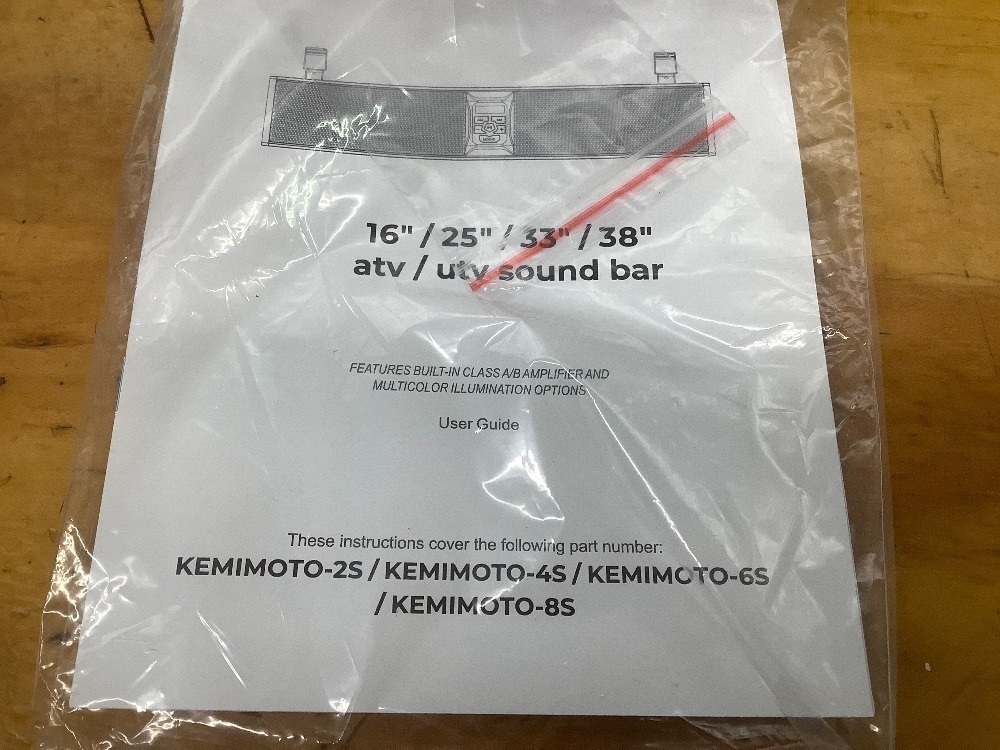 16" / 25" / 33" / 38"
atv / utv sound bar
FEATURES BUILT-IN CLASS A/B AMPLIFIER AND
MULTICOLOR ILLUMINATION OPTIONS
User Guide
These instructions cover the following part number:
KEMIMOTO-2S / KEMIMOTO-4S / KEMIMOTO-6S
/ KEMIMOTO-8S